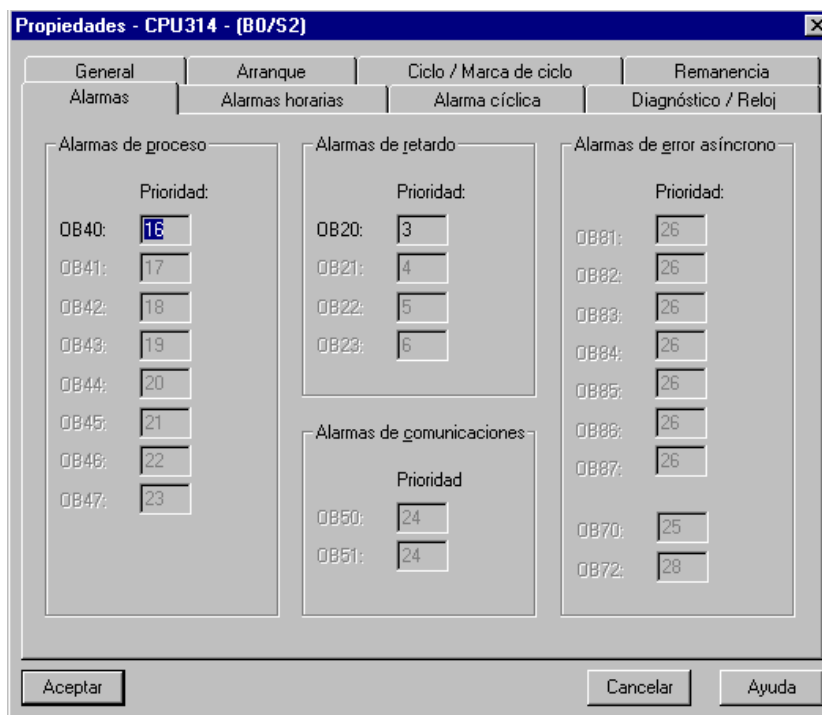 Propiedades - CPU314 - (B0/S2)
General Arranque Ciclo / Marca de ciclo Remanencia
Alarmas Alarmas horarias Alarma cíclica Diagnóstico / Reloj
Alarmas de proceso
Prioridad:
OB40: 16
OB41: 17
OB42: 18
OB43: 19
OB44: 20
OB45: 21
OB46: 22
OB47: 23
Alarmas de retardo
Prioridad:
OB20: 3
OB21: 4
OB22: 5
OB23: 6
Alarmas de comunicaciones
Prioridad
OB50: 24
OB51: 24
Alarmas de error asíncrono
Prioridad:
OB81: 26
OB82: 26
OB83: 26
OB84: 26
OB85: 26
OB86: 26
OB87: 26
OB70: 25
OB72: 28
Aceptar Cancelar Ayuda